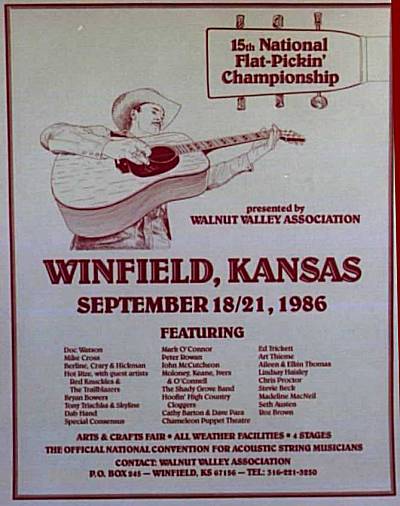 15th National
Flat-Pickin'
Championship
presented by
WALNUT VALLEY ASSOCIATION
WINFIELD, KANSAS
SEPTEMBER 18/21, 1986
FEATURING
Doc Watson
Mike Cross
Berline, Crary & Hickman
Hot Rize, with guest artists
Red Knuckles &
The Trailblazers
Bryan Bowers
Tony Trischka & Skyline
Dab Hand
Special Consensus
Mark O'Connor
Peter Rowan
John McCutcheon
Moloney, Keane, Ivers
& O'Connell
The Shady Grove Band
Hoofin' High Country
Cloggers
Cathy Barton & Dave Para
Chameleon Puppet Theatre
Ed Trickett
Art Thieme
Aileen & Elkin Thomas
Lindsay Haisley
Chris Proctor
Stevie Beck
Madeline MacNeil
Seth Austen
Roz Brown
ARTS & CRAFTS FAIR • ALL WEATHER FACILITIES • 4 STAGES
THE OFFICIAL NATIONAL CONVENTION FOR ACOUSTIC STRING MUSICIANS
CONTACT: WALNUT VALLEY ASSOCIATION
P.O. BOX 245 — WINFIELD, KS 67156 — TEL: 316-221-3250